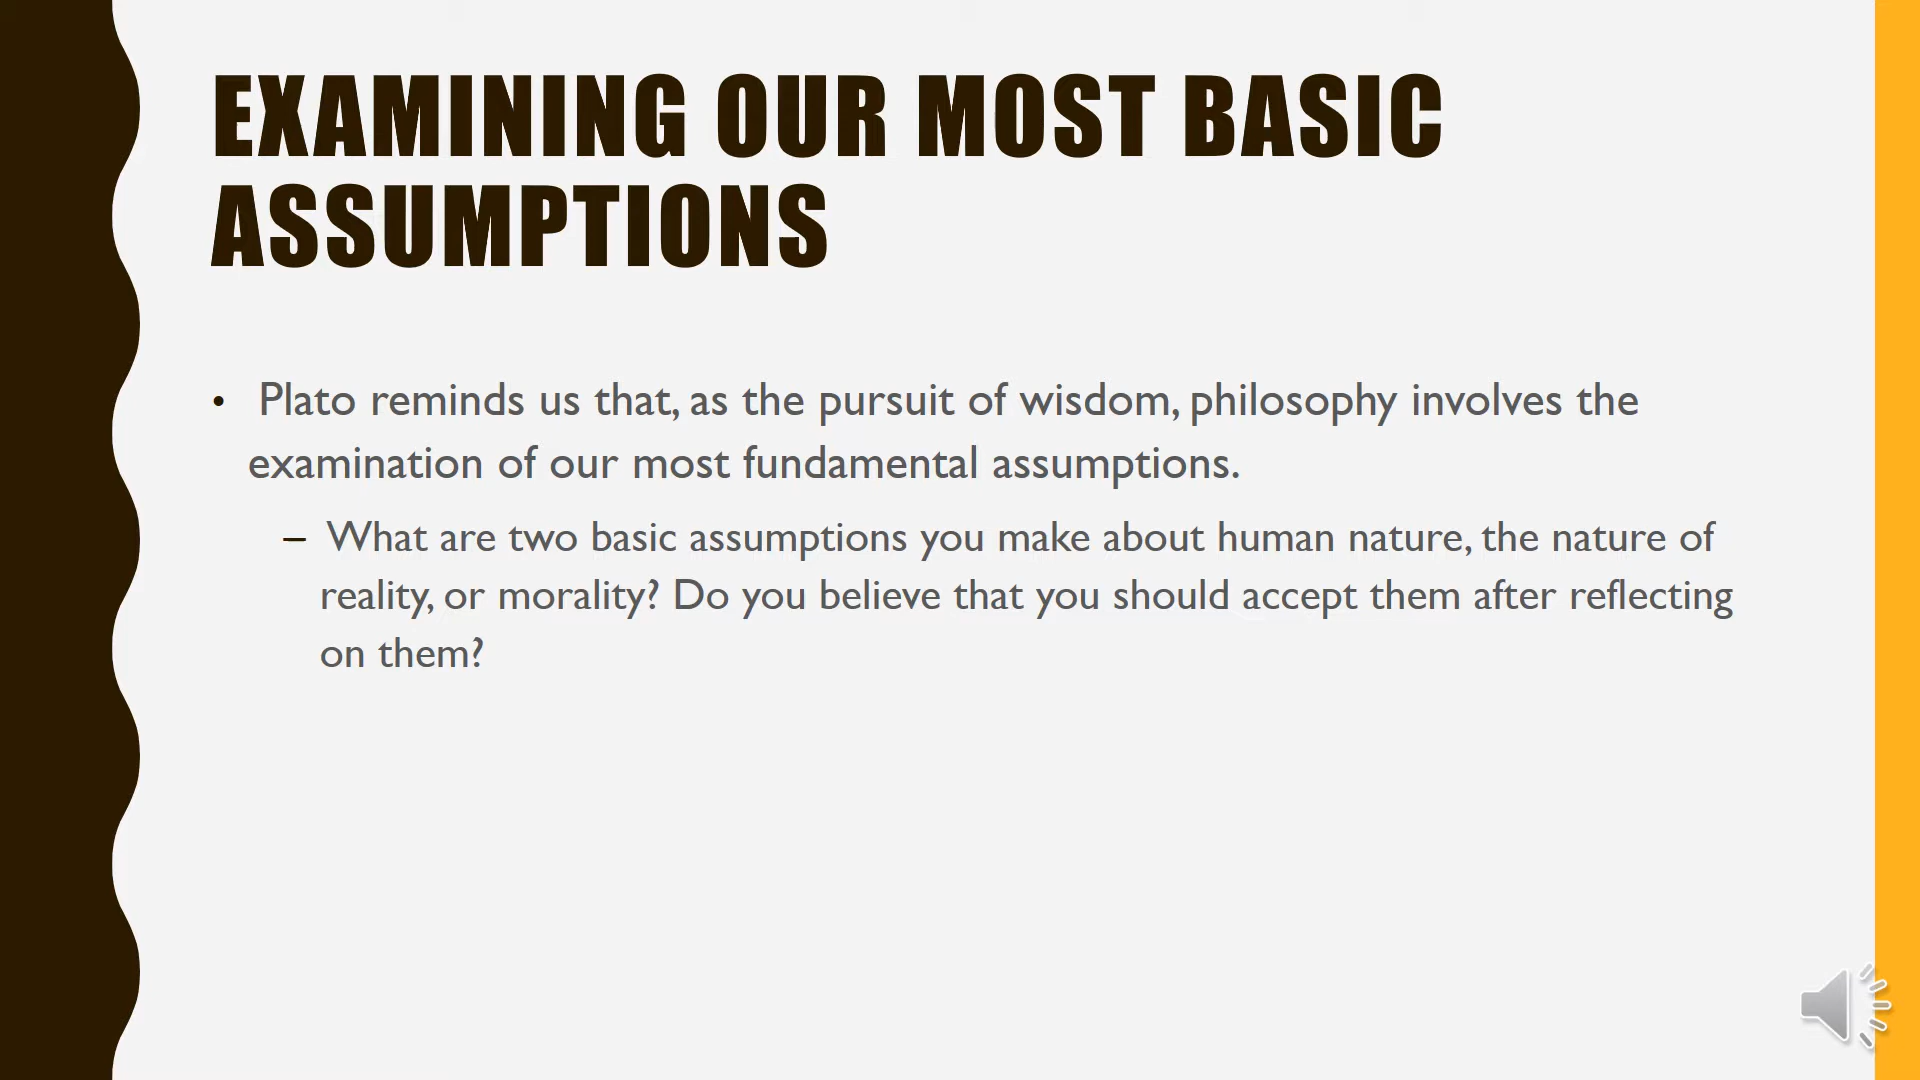 EXAMINING OUR MOST BASIC
ASSUMPTIONS
• Plato reminds us that, as the pursuit of wisdom, philosophy involves the
examination of our most fundamental assumptions.
– What are two basic assumptions you make about human nature, the nature of
reality, or morality? Do you believe that you should accept them after reflecting
on them?